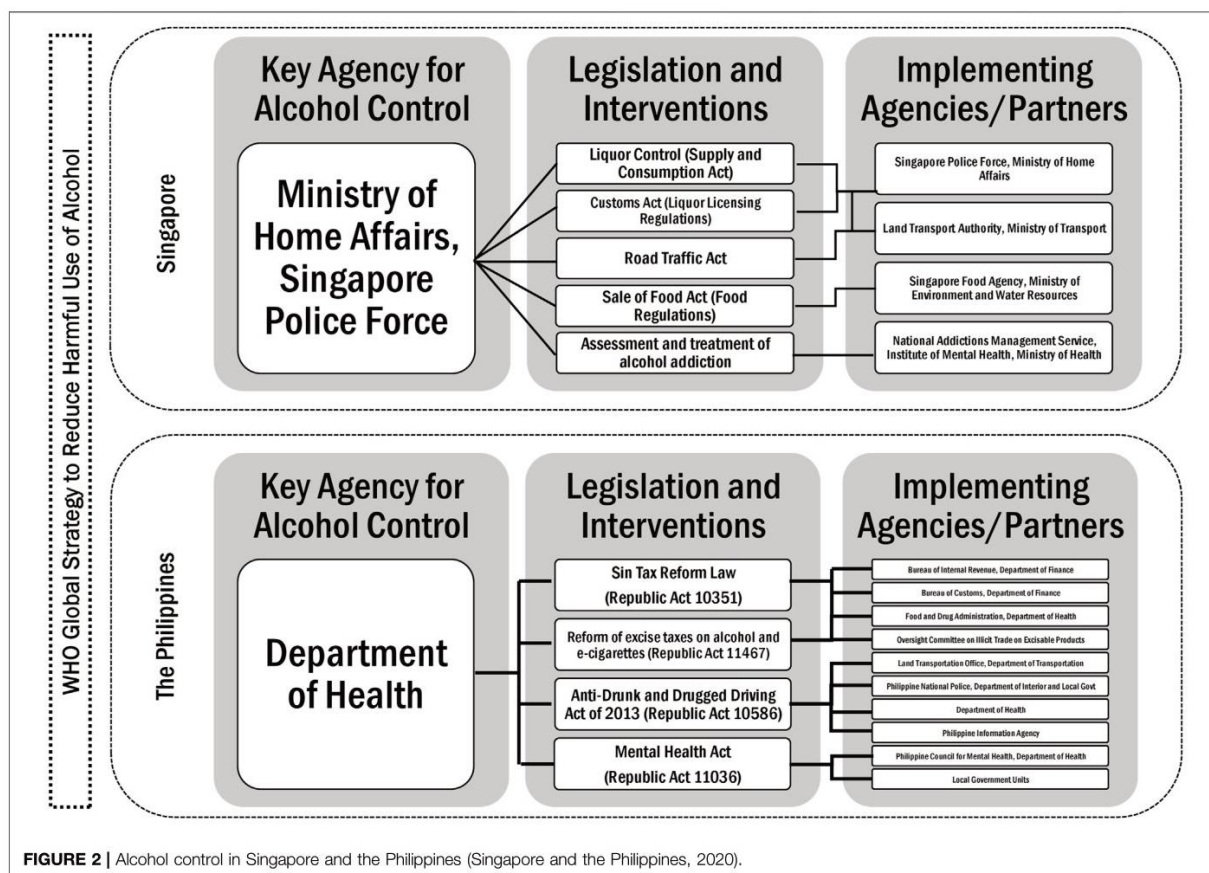 WHO Global Strategy to Reduce Harmful Use of Alcohol
Singapore
Key Agency for
Alcohol Control
Ministry of
Home Affairs,
Singapore
Police Force
Legislation and
Interventions
Liquor Control (Supply and
Consumption Act)
Customs Act (Liquor Licensing
Regulations)
Road Traffic Act
Sale of Food Act (Food
Regulations)
Assessment and treatment of
alcohol addiction
Implementing
Agencies/Partners
Singapore Police Force, Ministry of Home
Affairs
Land Transport Authority, Ministry of Transport
Singapore Food Agency, Ministry of
Environment and Water Resources
National Addictions Management Service,
Institute of Mental Health, Ministry of Health
The Philippines
Key Agency for
Alcohol Control
Department
of Health
Legislation and
Interventions
Sin Tax Reform Law
(Republic Act 10351)
Reform of excise taxes on alcohol and
e-cigarettes (Republic Act 11467)
Anti-Drunk and Drugged Driving
Act of 2013 (Republic Act 10586)
Mental Health Act
(Republic Act 11036)
Implementing
Agencies/Partners
Bureau of Internal Revenue, Department of Finance
Bureau of Customs, Department of Finance
Food and Drug Administration, Department of Health
Oversight Committee on Illicit Trade on Excisable Products
Land Transportation Office, Department of Transportation
Philippine National Police, Department of Interior and Local Govt
Department of Health
Philippine Information Agency
Philippine Council for Mental Health, Department of Health
Local Government Units
FIGURE 2 | Alcohol control in Singapore and the Philippines (Singapore and the Philippines, 2020).